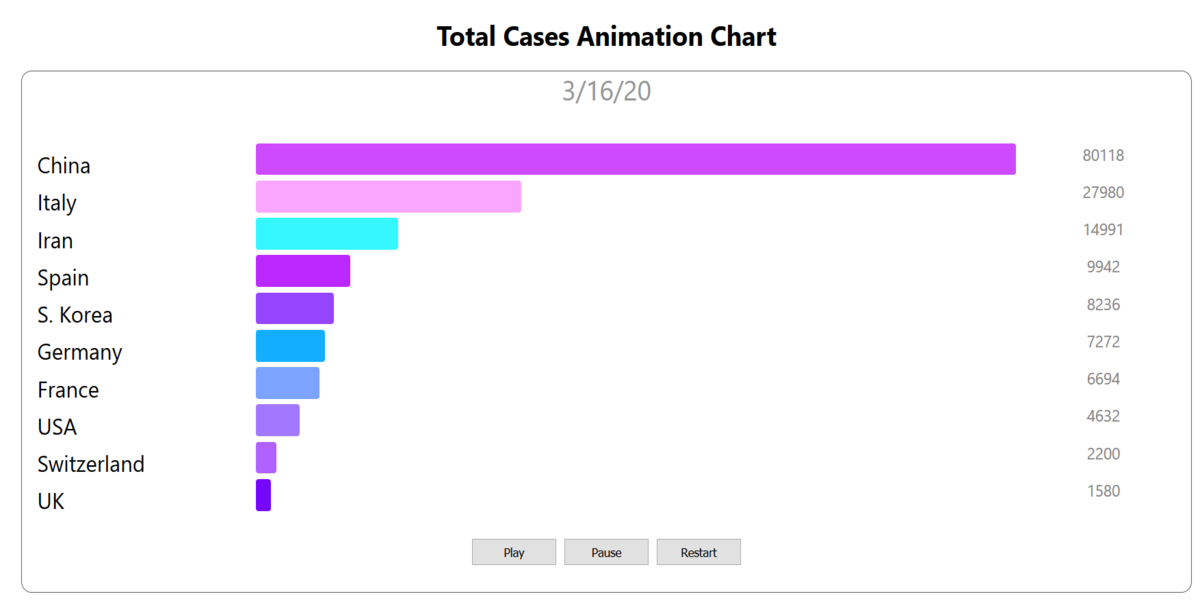 Total Cases Animation Chart
3/16/20
China 80118
Italy 27980
Iran 14991
Spain 9942
S. Korea 8236
Germany 7272
France 6694
USA 4632
Switzerland 2200
UK 1580
Play Pause Restart